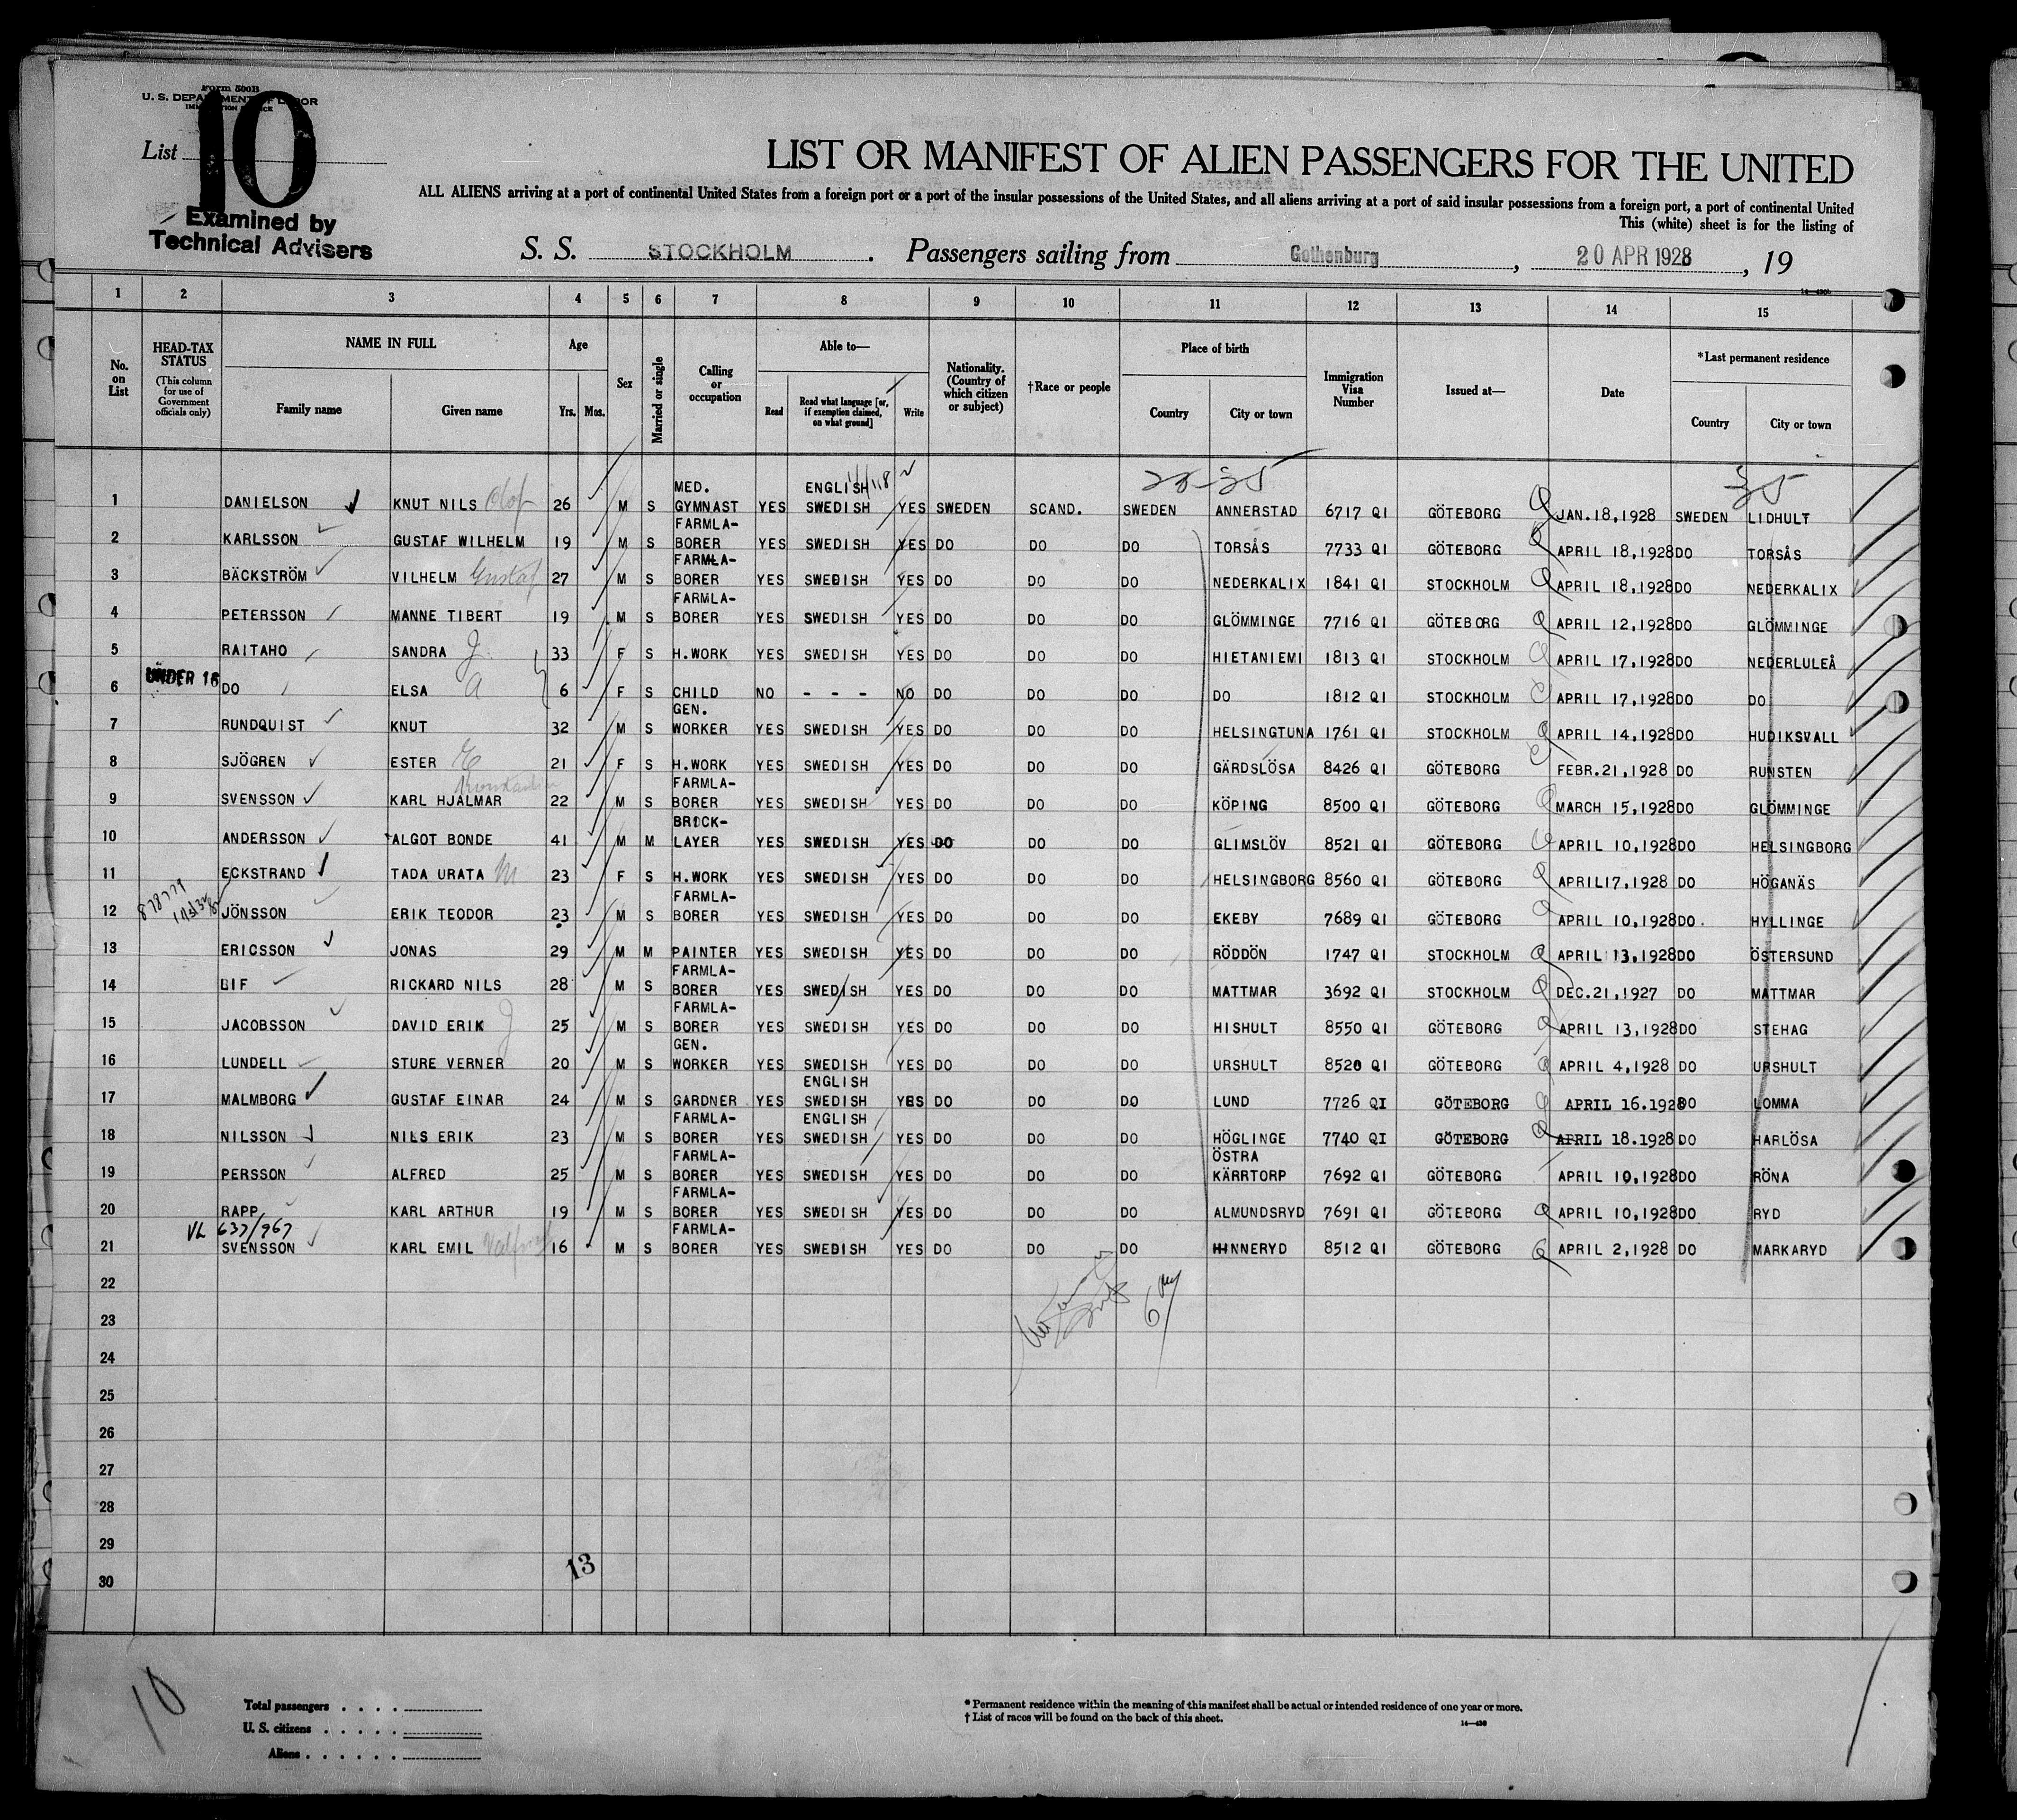 Form 500B
U. S. DEPARTMENT OF LABOR
IMMIGRATION SERVICE
List 10
Examined by
Technical Advisers
LIST OR MANIFEST OF ALIEN PASSENGERS FOR THE UNITED
ALL ALIENS arriving at a port of continental United States from a foreign port or a port of the insular possessions of the United States, and all aliens arriving at a port of said insular possessions from a foreign port, a port of continental United
This (white) sheet is for the listing of
S. S. STOCKHOLM . Passengers sailing from Gothenburg , 20 APR 1928 , 19
1 2 3 4 5 6 7 8 9 10 11 12 13 14 15
No. on List
HEAD-TAX STATUS (This column for use of Government officials only)
NAME IN FULL Family name Given name
Age Yrs. Mos.
Sex
Married or single
Calling or occupation
Able to— Read Read what language [or, if exemption claimed, on what ground] Write
Nationality. (Country of which citizen or subject)
†Race or people
Place of birth Country City or town
Immigration Visa Number
Issued at—
Date
*Last permanent residence Country City or town
1 DANIELSON KNUT NILS Olof 26 M S MED. GYMNAST YES ENGLISH SWEDISH YES SWEDEN SCAND. SWEDEN ANNERSTAD 6717 QI GÖTEBORG JAN.18,1928 SWEDEN LIDHULT
2 KARLSSON GUSTAF WILHELM 19 M S FARMLA-BORER YES SWEDISH YES DO DO DO TORSÅS 7733 QI GÖTEBORG APRIL 18,1928 DO TORSÅS
3 BÄCKSTRÖM VILHELM Gustaf 27 M S FARMLA-BORER YES SWEDISH YES DO DO DO NEDERKALIX 1841 QI STOCKHOLM APRIL 18,1928 DO NEDERKALIX
4 PETERSSON MANNE TIBERT 19 M S FARMLA-BORER YES SWEDISH YES DO DO DO GLÖMMINGE 7716 QI GÖTEBORG APRIL 12,1928 DO GLÖMMINGE
5 RAITAHO SANDRA J. 33 F S H.WORK YES SWEDISH YES DO DO DO HIETANIEMI 1813 QI STOCKHOLM APRIL 17,1928 DO NEDERLULEÅ
6 UNDER 16 DO ELSA A 6 F S CHILD NO - - - NO DO DO DO DO 1812 QI STOCKHOLM APRIL 17,1928 DO DO
7 RUNDQUIST KNUT 32 M S GEN. WORKER YES SWEDISH YES DO DO DO HELSINGTUNA 1761 QI STOCKHOLM APRIL 14,1928 DO HUDIKSVALL
8 SJÖGREN ESTER E 21 F S H.WORK YES SWEDISH YES DO DO DO GÄRDSLÖSA 8426 QI GÖTEBORG FEBR.21,1928 DO RUNSTEN
9 SVENSSON KARL HJALMAR 22 M S FARMLA-BORER YES SWEDISH YES DO DO DO KÖPING 8500 QI GÖTEBORG MARCH 15,1928 DO GLÖMMINGE
10 ANDERSSON ALGOT BONDE 41 M M BRICK-LAYER YES SWEDISH YES DO DO DO GLIMSLÖV 8521 QI GÖTEBORG APRIL 10,1928 DO HELSINGBORG
11 ECKSTRAND TADA URATA M 23 F S H.WORK YES SWEDISH YES DO DO DO HELSINGBORG 8560 QI GÖTEBORG APRIL17,1928 DO HÖGANÄS
12 JÖNSSON ERIK TEODOR 23 M S FARMLA-BORER YES SWEDISH YES DO DO DO EKEBY 7689 QI GÖTEBORG APRIL 10,1928 DO. HYLLINGE
13 ERICSSON JONAS 29 M M PAINTER YES SWEDISH YES DO DO DO RÖDDÖN 1747 QI STOCKHOLM APRIL 13,1928 DO ÖSTERSUND
14 LIF RICKARD NILS 28 M S FARMLA-BORER YES SWEDISH YES DO DO DO MATTMAR 3692 QI STOCKHOLM DEC.21,1927 DO MATTMAR
15 JACOBSSON DAVID ERIK J 25 M S FARMLA-BORER YES SWEDISH YES DO DO DO HISHULT 8550 QI GÖTEBORG APRIL 13,1928 DO STEHAG
16 LUNDELL STURE VERNER 20 M S GEN. WORKER YES SWEDISH YES DO DO DO URSHULT 8520 QI GÖTEBORG APRIL 4,1928 DO URSHULT
17 MALMBORG GUSTAF EINAR 24 M S GARDNER YES ENGLISH SWEDISH YES DO DO DO LUND 7726 QI GÖTEBORG APRIL 16.1928 DO LOMMA
18 NILSSON NILS ERIK 23 M S FARMLA-BORER YES ENGLISH SWEDISH YES DO DO DO HÖGLINGE 7740 QI GÖTEBORG APRIL 18.1928 DO HARLÖSA
19 PERSSON ALFRED 25 M S FARMLA-BORER YES SWEDISH YES DO DO DO ÖSTRA KÄRRTORP 7692 QI GÖTEBORG APRIL 10,1928 DO RÖNA
20 RAPP KARL ARTHUR 19 M S FARMLA-BORER YES SWEDISH YES DO DO DO ALMUNDSRYD 7691 QI GÖTEBORG APRIL 10,1928 DO RYD
VL 637/967
21 SVENSSON KARL EMIL 16 M S FARMLA-BORER YES SWEDISH YES DO DO DO HINNERYD 8512 QI GÖTEBORG APRIL 2,1928 DO MARKARYD
22
23
24
25
26
27
28
29
30
13
10
Total passengers . . . .
U. S. citizens . . . . .
Aliens . . . . . .
* Permanent residence within the meaning of this manifest shall be actual or intended residence of one year or more.
† List of races will be found on the back of this sheet.
14—430